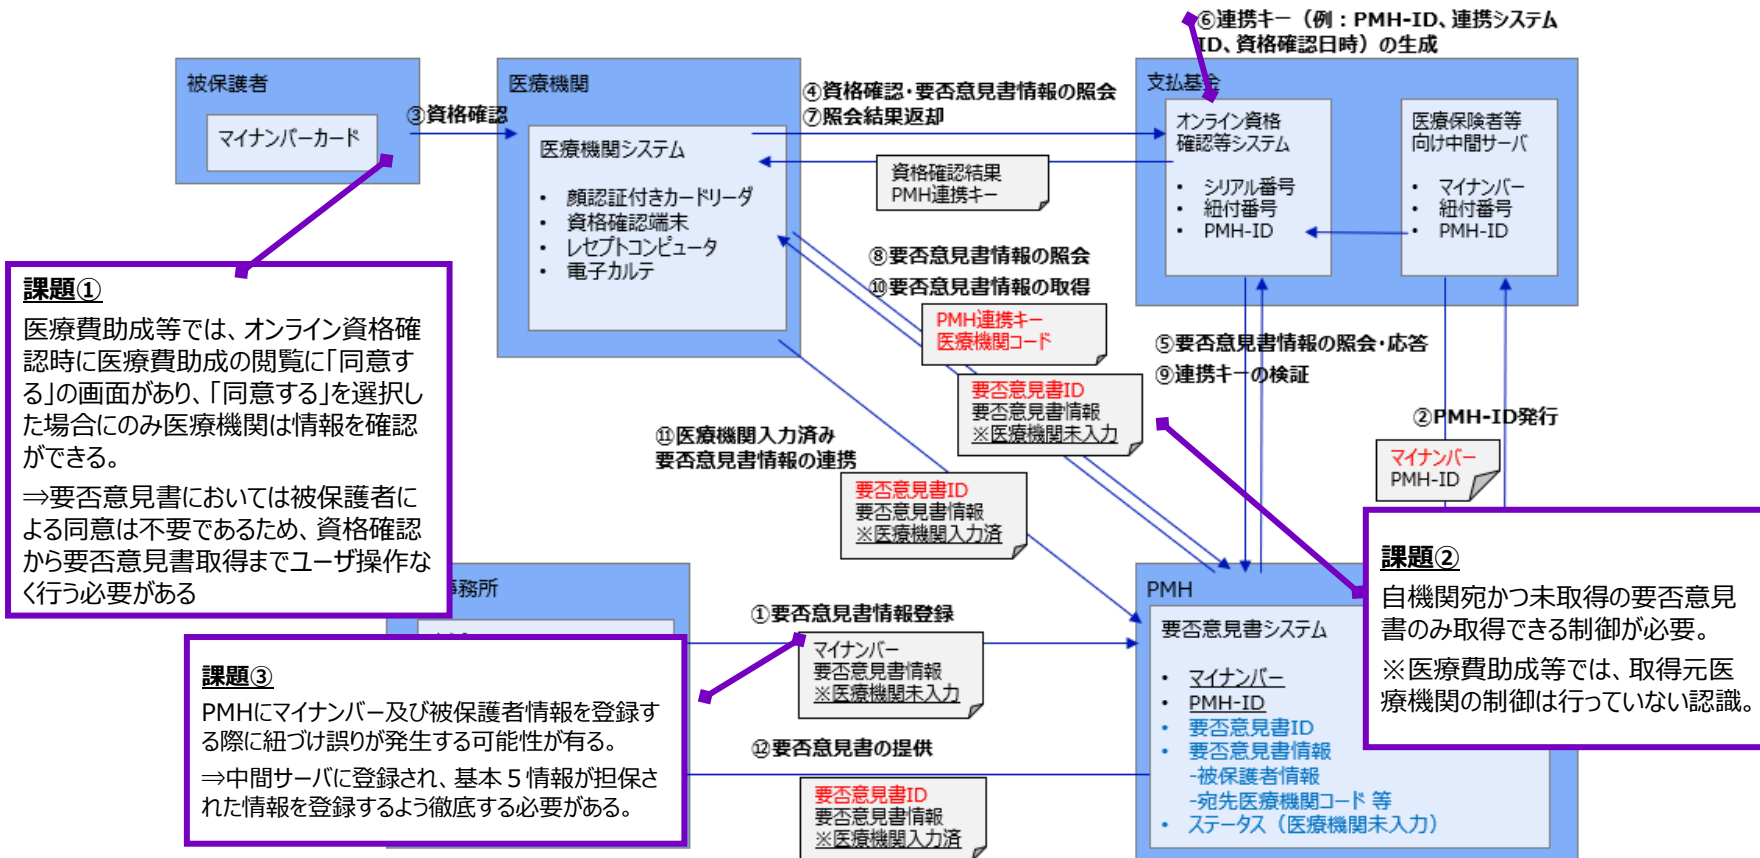 ⑥連携キー（例：PMH-ID、連携システム
ID、資格確認日時）の生成
被保護者
マイナンバーカード
③資格確認
医療機関
医療機関システム
• 顔認証付きカードリーダ
• 資格確認端末
• レセプトコンピュータ
• 電子カルテ
④資格確認・要否意見書情報の照会
⑦照会結果返却
資格確認結果
PMH連携キー
支払基金
オンライン資格
確認等システム
• シリアル番号
• 紐付番号
• PMH-ID
医療保険者等
向け中間サーバ
• マイナンバー
• 紐付番号
• PMH-ID
⑧要否意見書情報の照会
⑩要否意見書情報の取得
PMH連携キー
医療機関コード
要否意見書ID
要否意見書情報
※医療機関未入力
⑤要否意見書情報の照会・応答
⑨連携キーの検証
②PMH-ID発行
マイナンバー
PMH-ID
課題①
医療費助成等では、オンライン資格確
認時に医療費助成の閲覧に「同意す
る」の画面があり、「同意する」を選択し
た場合にのみ医療機関は情報を確認
ができる。
⇒要否意見書においては被保護者に
よる同意は不要であるため、資格確認
から要否意見書取得までユーザ操作な
く行う必要がある
⑪医療機関入力済み
要否意見書情報の連携
要否意見書ID
要否意見書情報
※医療機関入力済
課題②
自機関宛かつ未取得の要否意見
書のみ取得できる制御が必要。
※医療費助成等では、取得元医
療機関の制御は行っていない認識。
務所
①要否意見書情報登録
マイナンバー
要否意見書情報
※医療機関未入力
課題③
PMHにマイナンバー及び被保護者情報を登録す
る際に紐づけ誤りが発生する可能性が有る。
⇒中間サーバに登録され、基本５情報が担保さ
れた情報を登録するよう徹底する必要がある。
⑫要否意見書の提供
要否意見書ID
要否意見書情報
※医療機関入力済
PMH
要否意見書システム
• マイナンバー
• PMH-ID
• 要否意見書ID
• 要否意見書情報
-被保護者情報
-宛先医療機関コード 等
• ステータス（医療機関未入力）